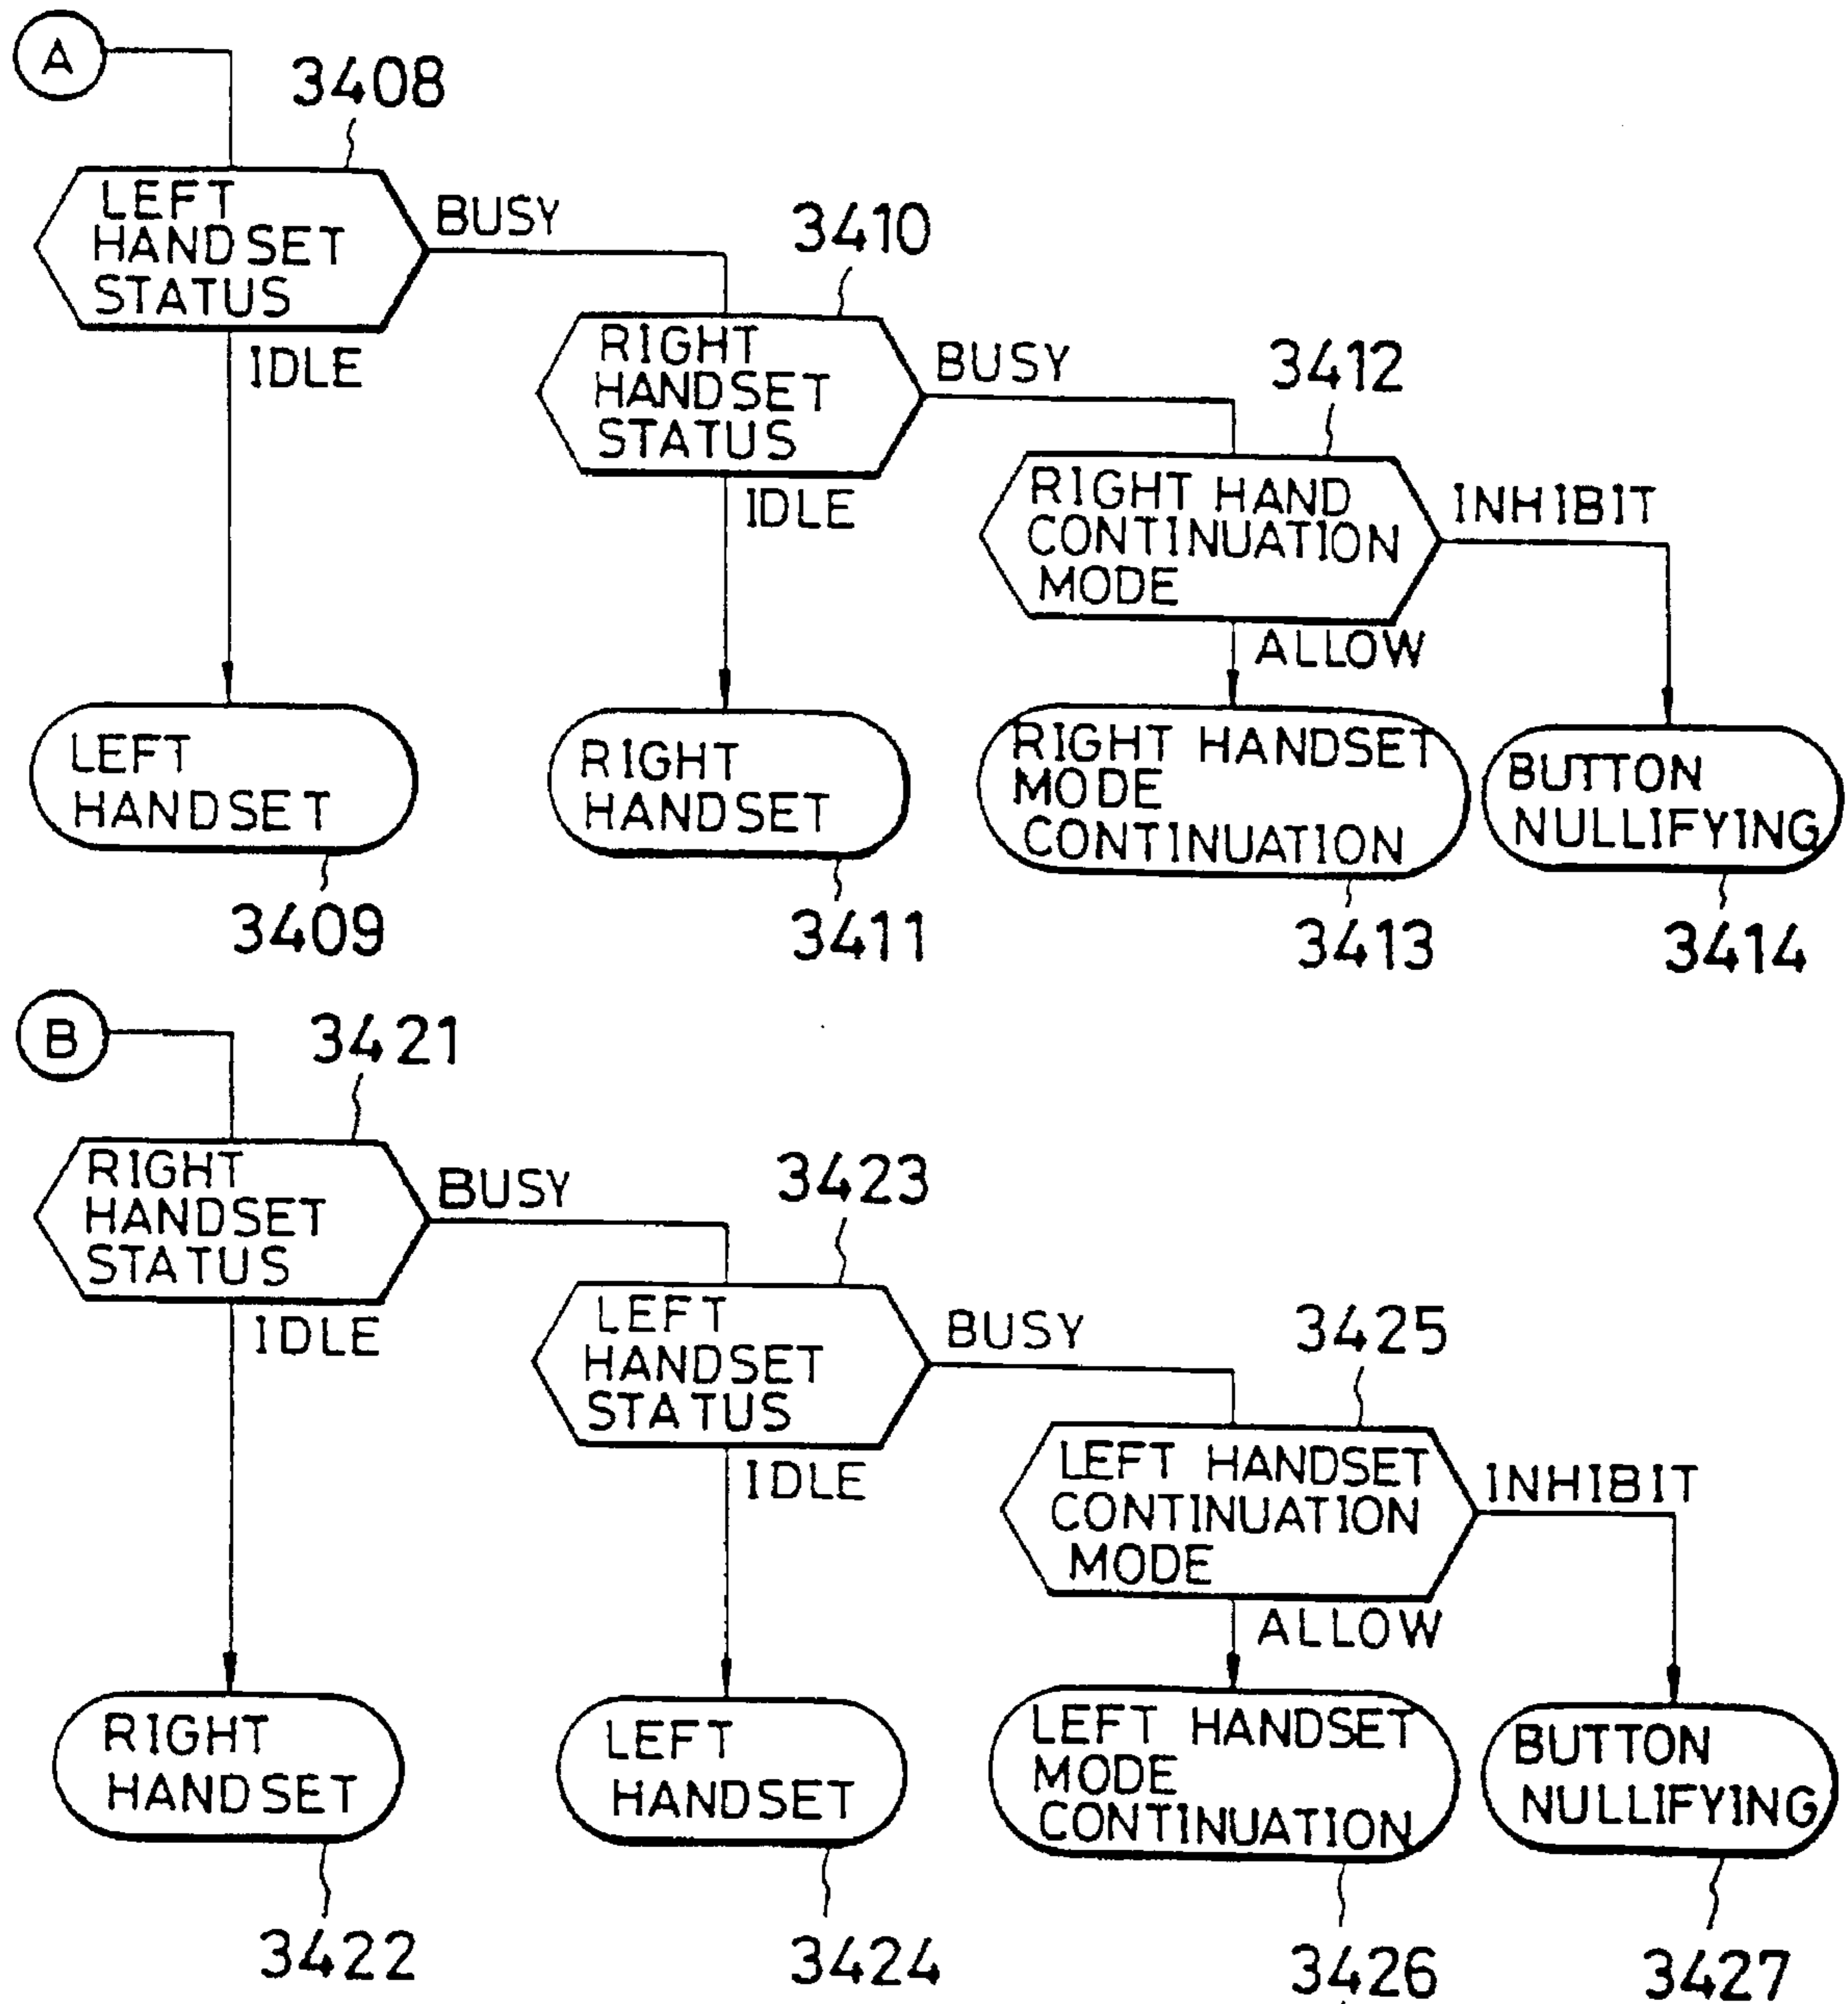 A
3408
LEFT
HANDSET
STATUS
BUSY
IDLE
3410
RIGHT
HANDSET
STATUS
BUSY
IDLE
3412
RIGHT HAND
CONTINUATION
MODE
INHIBIT
ALLOW
LEFT
HANDSET
3409
RIGHT
HANDSET
3411
RIGHT HANDSET
MODE
CONTINUATION
3413
BUTTON
NULLIFYING
3414
B
3421
RIGHT
HANDSET
STATUS
BUSY
IDLE
3423
LEFT
HANDSET
STATUS
BUSY
IDLE
3425
LEFT HANDSET
CONTINUATION
MODE
INHIBIT
ALLOW
RIGHT
HANDSET
3422
LEFT
HANDSET
3424
LEFT HANDSET
MODE
CONTINUATION
3426
BUTTON
NULLIFYING
3427